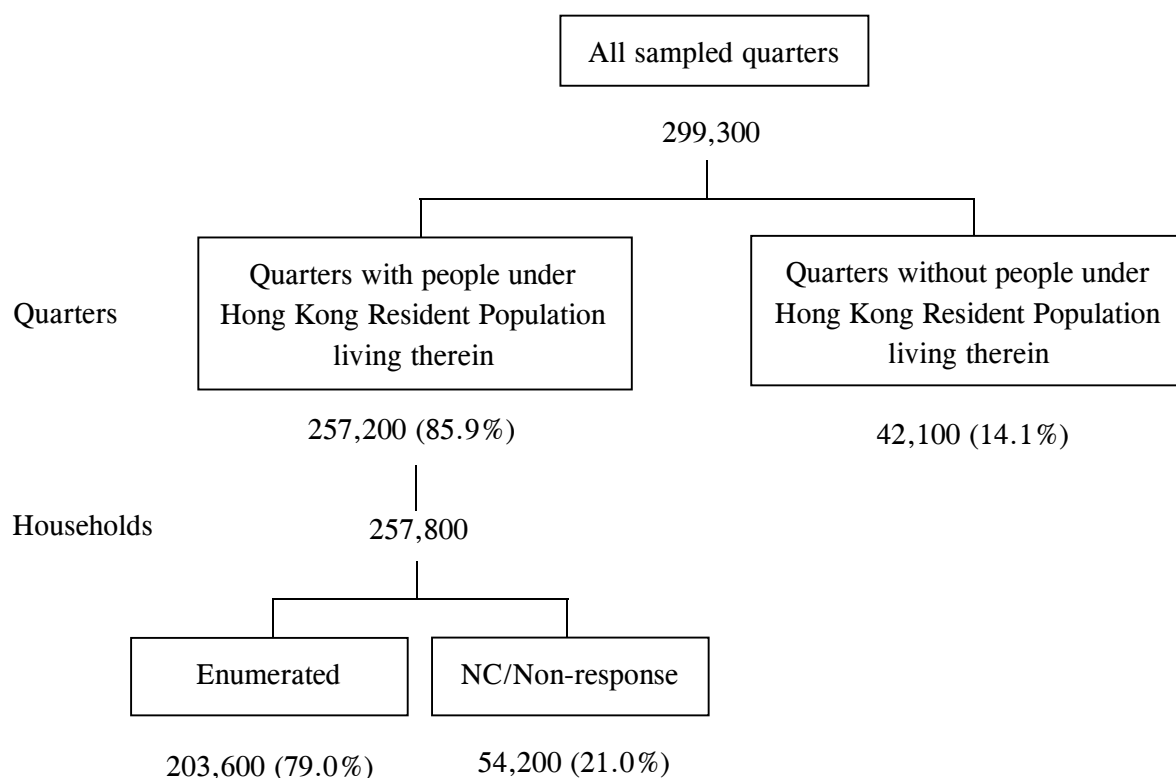 All sampled quarters
299,300
Quarters
Quarters with people under
Hong Kong Resident Population
living therein
Quarters without people under
Hong Kong Resident Population
living therein
257,200 (85.9%)
42,100 (14.1%)
Households
257,800
Enumerated
NC/Non-response
203,600 (79.0%)
54,200 (21.0%)